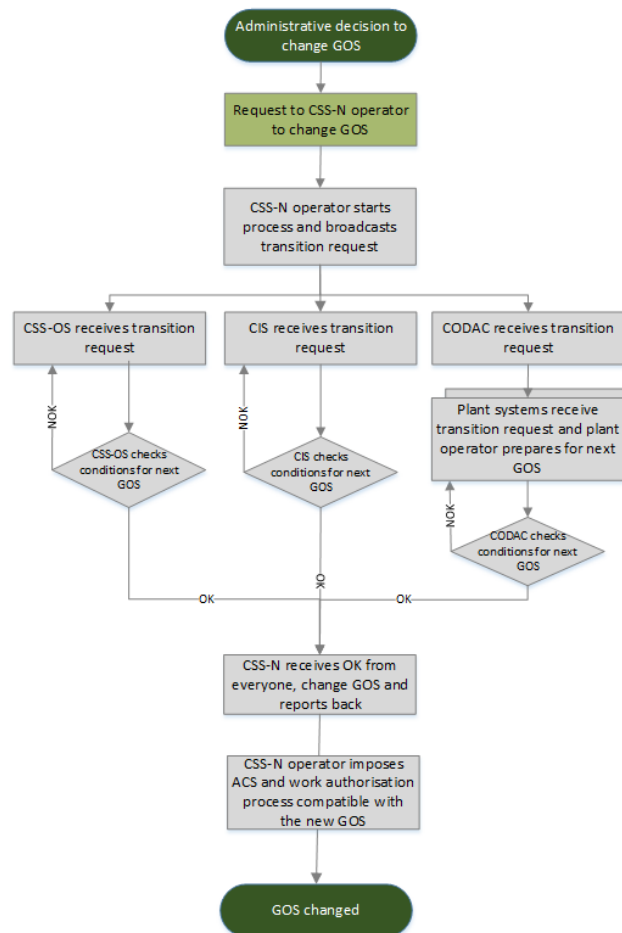 Administrative decision to
change GOS
Request to CSS-N operator
to change GOS
CSS-N operator starts
process and broadcasts
transition request
CSS-OS receives transition
request
CIS receives transition
request
CODAC receives transition
request
NOK
CSS-OS checks
conditions for next
GOS
NOK
CIS checks
conditions for next
GOS
Plant systems receive
transition request and plant
operator prepares for next
GOS
NOK
CODAC checks
conditions for next
GOS
OK
OK
OK
CSS-N receives OK from
everyone, change GOS and
reports back
CSS-N operator imposes
ACS and work authorisation
process compatible with
the new GOS
GOS changed